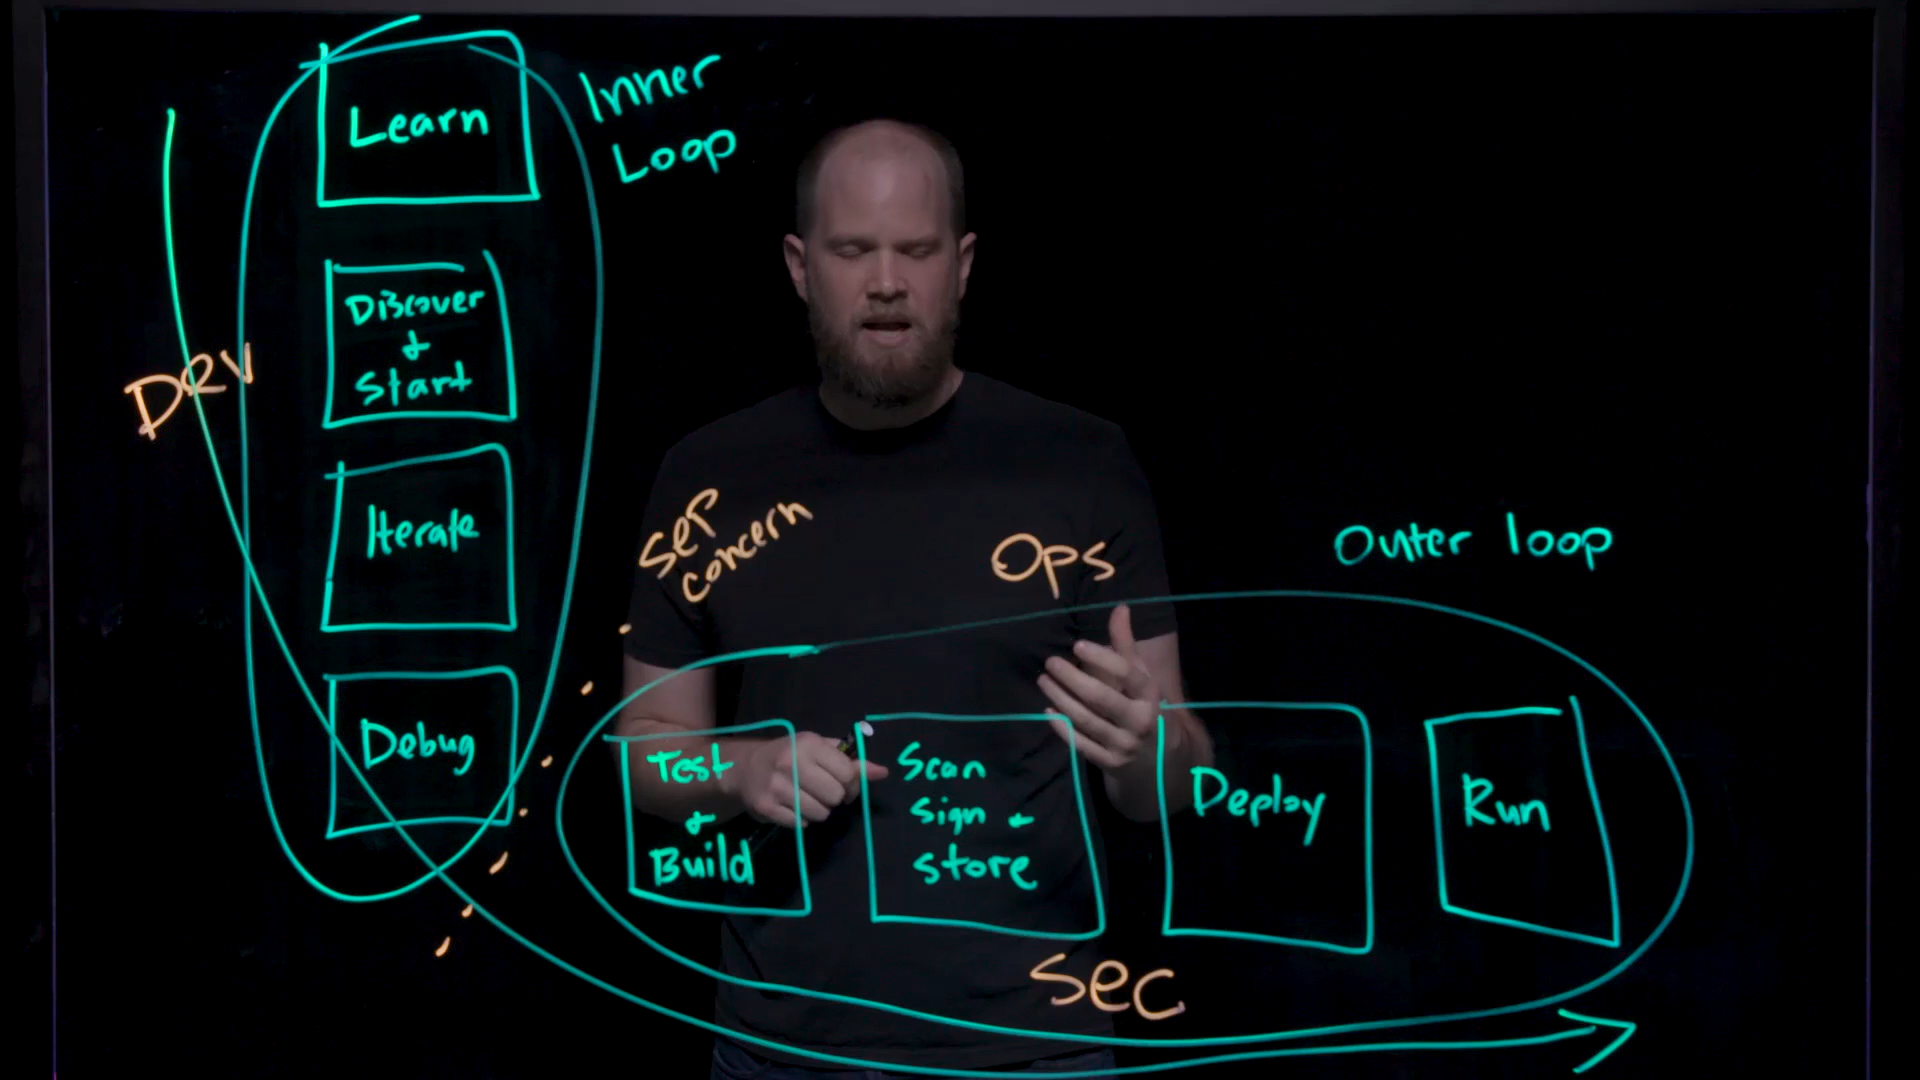 Learn
Inner
Loop
Discover
+
Start
Dev
Iterate
Debug
Sep
concern
Ops
Outer loop
Test
+
Build
Scan
Sign +
Store
Deploy
Run
Sec